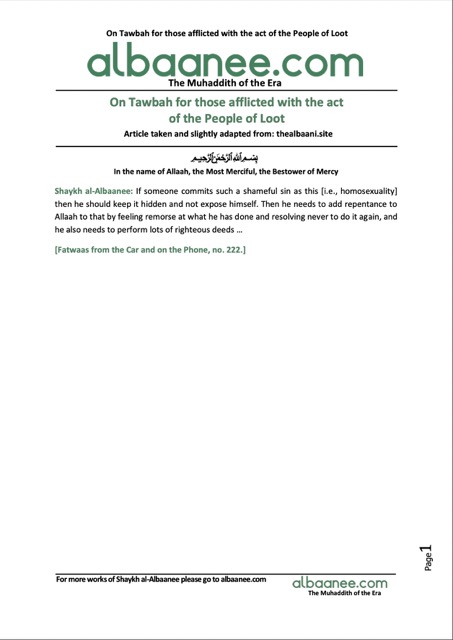 On Tawbah for those afflicted with the act of the People of Loot
albaanee.com
The Muhaddith of the Era
On Tawbah for those afflicted with the act
of the People of Loot
Article taken and slightly adapted from: thealbaani.site
بِسْمِ اللهِ الرَّحْمٰنِ الرَّحِيمِ
In the name of Allaah, the Most Merciful, the Bestower of Mercy
Shaykh al-Albaanee: If someone commits such a shameful sin as this [i.e., homosexuality]
then he should keep it hidden and not expose himself. Then he needs to add repentance to
Allaah to that by feeling remorse at what he has done and resolving never to do it again, and
he also needs to perform lots of righteous deeds …
[Fatwaas from the Car and on the Phone, no. 222.]
Page1
For more works of Shaykh al-Albaanee please go to albaanee.com
albaanee.com
The Muhaddith of the Era